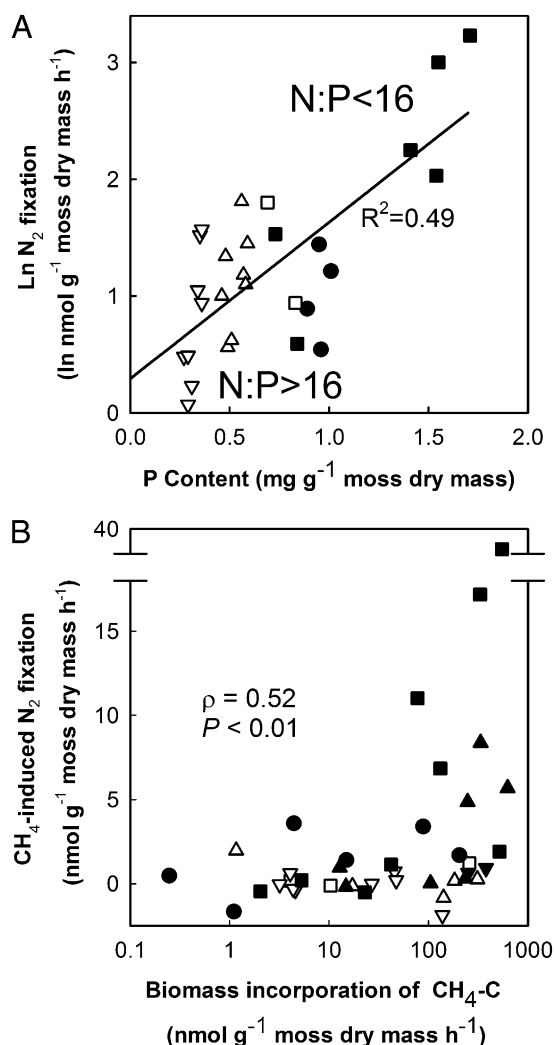 A
3
2
1
0
Ln N₂ fixation
(ln nmol g⁻¹ moss dry mass h⁻¹)
N:P<16
R²=0.49
N:P>16
0.0 0.5 1.0 1.5 2.0
P Content (mg g⁻¹ moss dry mass)
B
40
15
10
5
0
CH₄-induced N₂ fixation
(nmol g⁻¹ moss dry mass h⁻¹)
ρ = 0.52
P < 0.01
0.1 1 10 100 1000
Biomass incorporation of CH₄-C
(nmol g⁻¹ moss dry mass h⁻¹)